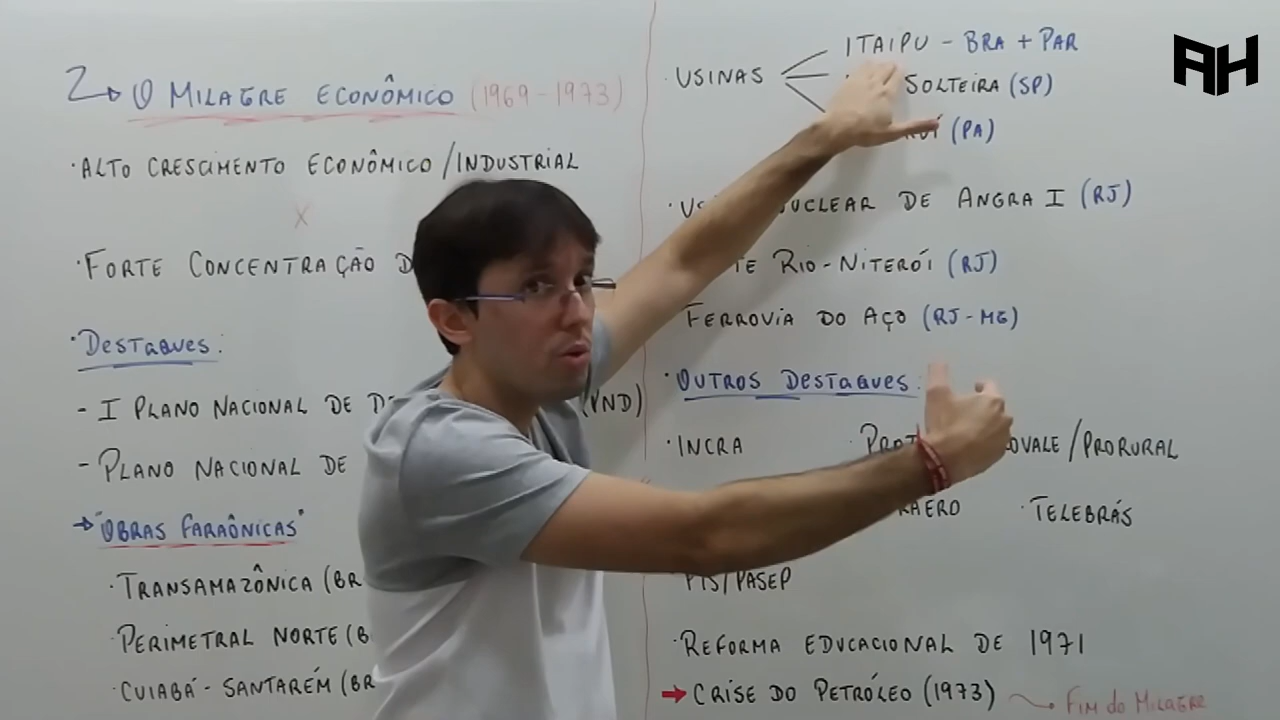 2 O MILAGRE ECONÔMICO (1969-1973)
· ALTO CRESCIMENTO ECONÔMICO/INDUSTRIAL
X
· FORTE CONCENTRAÇÃO
· DESTAQUES:
- I PLANO NACIONAL DE (PND)
- PLANO NACIONAL DE
→ "OBRAS FARAÔNICAS"
· TRANSAMAZÔNICA (BR
· PERIMETRAL NORTE (B
· CUIABÁ-SANTARÉM (BR
· USINAS
ITAIPU - BRA + PAR
SOLTEIRA (SP)
(PA)
NUCLEAR DE ANGRA I (RJ)
RIO-NITERÓI (RJ)
FERROVIA DO AÇO (RJ-MG)
· OUTROS DESTAQUES:
· INCRA
/PRORURAL
· TELEBRÁS
PIS/PASEP
· REFORMA EDUCACIONAL DE 1971
→ CRISE DO PETRÓLEO (1973) → FIM DO MILAGRE
AH